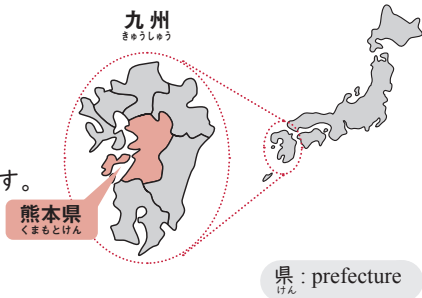 九州
きゅうしゅう
す。
熊本県
くまもとけん
県 : prefecture
けん